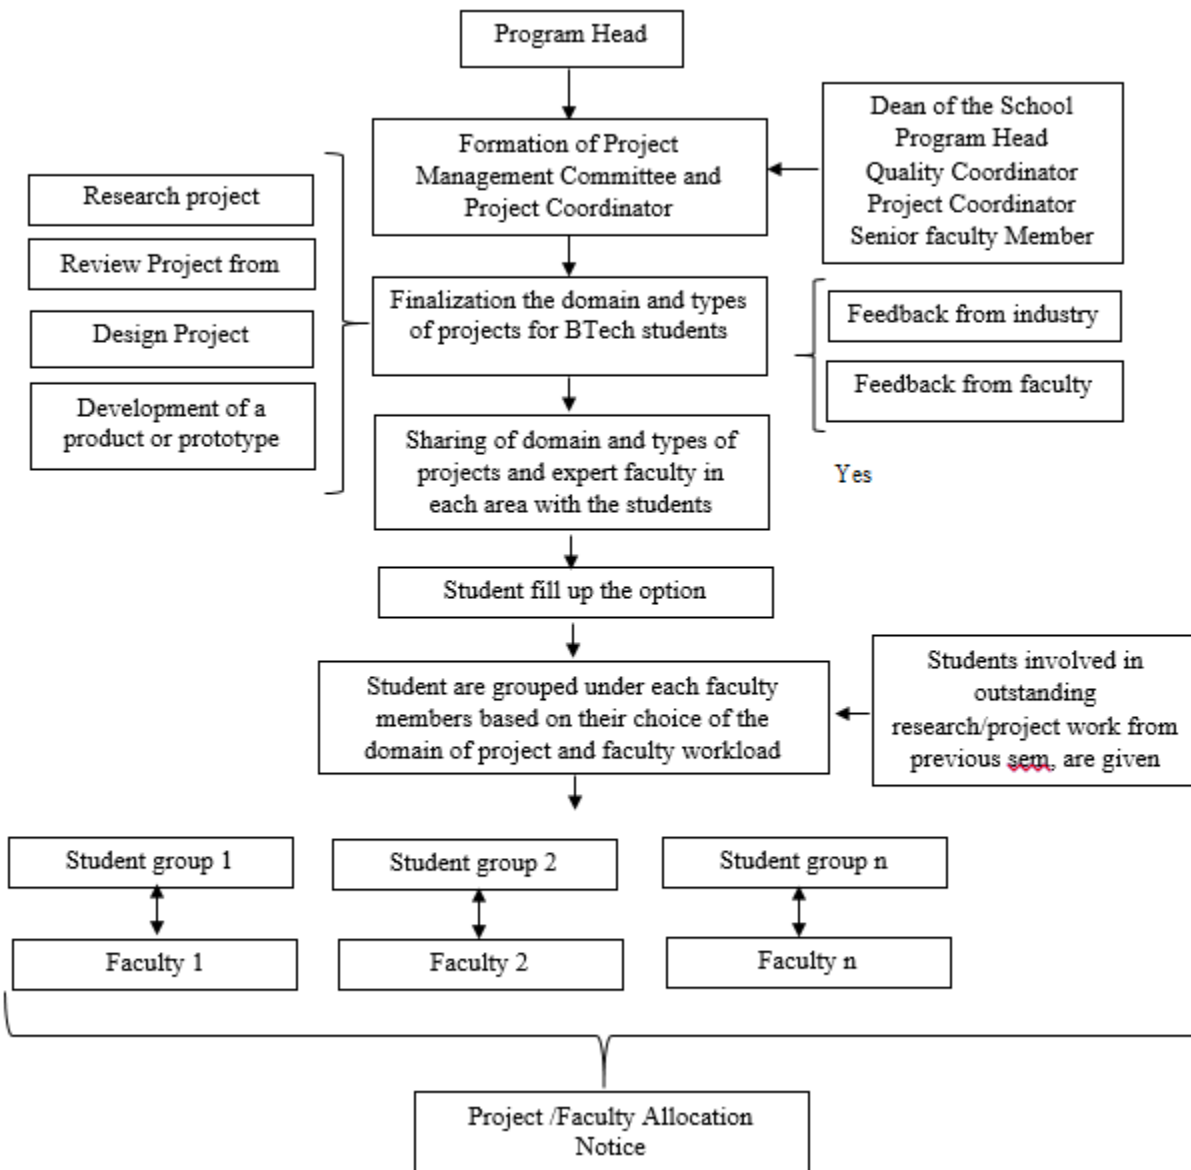 Program Head
Dean of the School
Program Head
Quality Coordinator
Project Coordinator
Senior faculty Member
Formation of Project
Management Committee and
Project Coordinator
Research project
Review Project from
Design Project
Development of a
product or prototype
Finalization the domain and types
of projects for BTech students
Feedback from industry
Feedback from faculty
Yes
Sharing of domain and types of
projects and expert faculty in
each area with the students
Student fill up the option
Student are grouped under each faculty
members based on their choice of the
domain of project and faculty workload
Students involved in
outstanding
research/project work from
previous sem, are given
Student group 1
Student group 2
Student group n
Faculty 1
Faculty 2
Faculty n
Project /Faculty Allocation
Notice